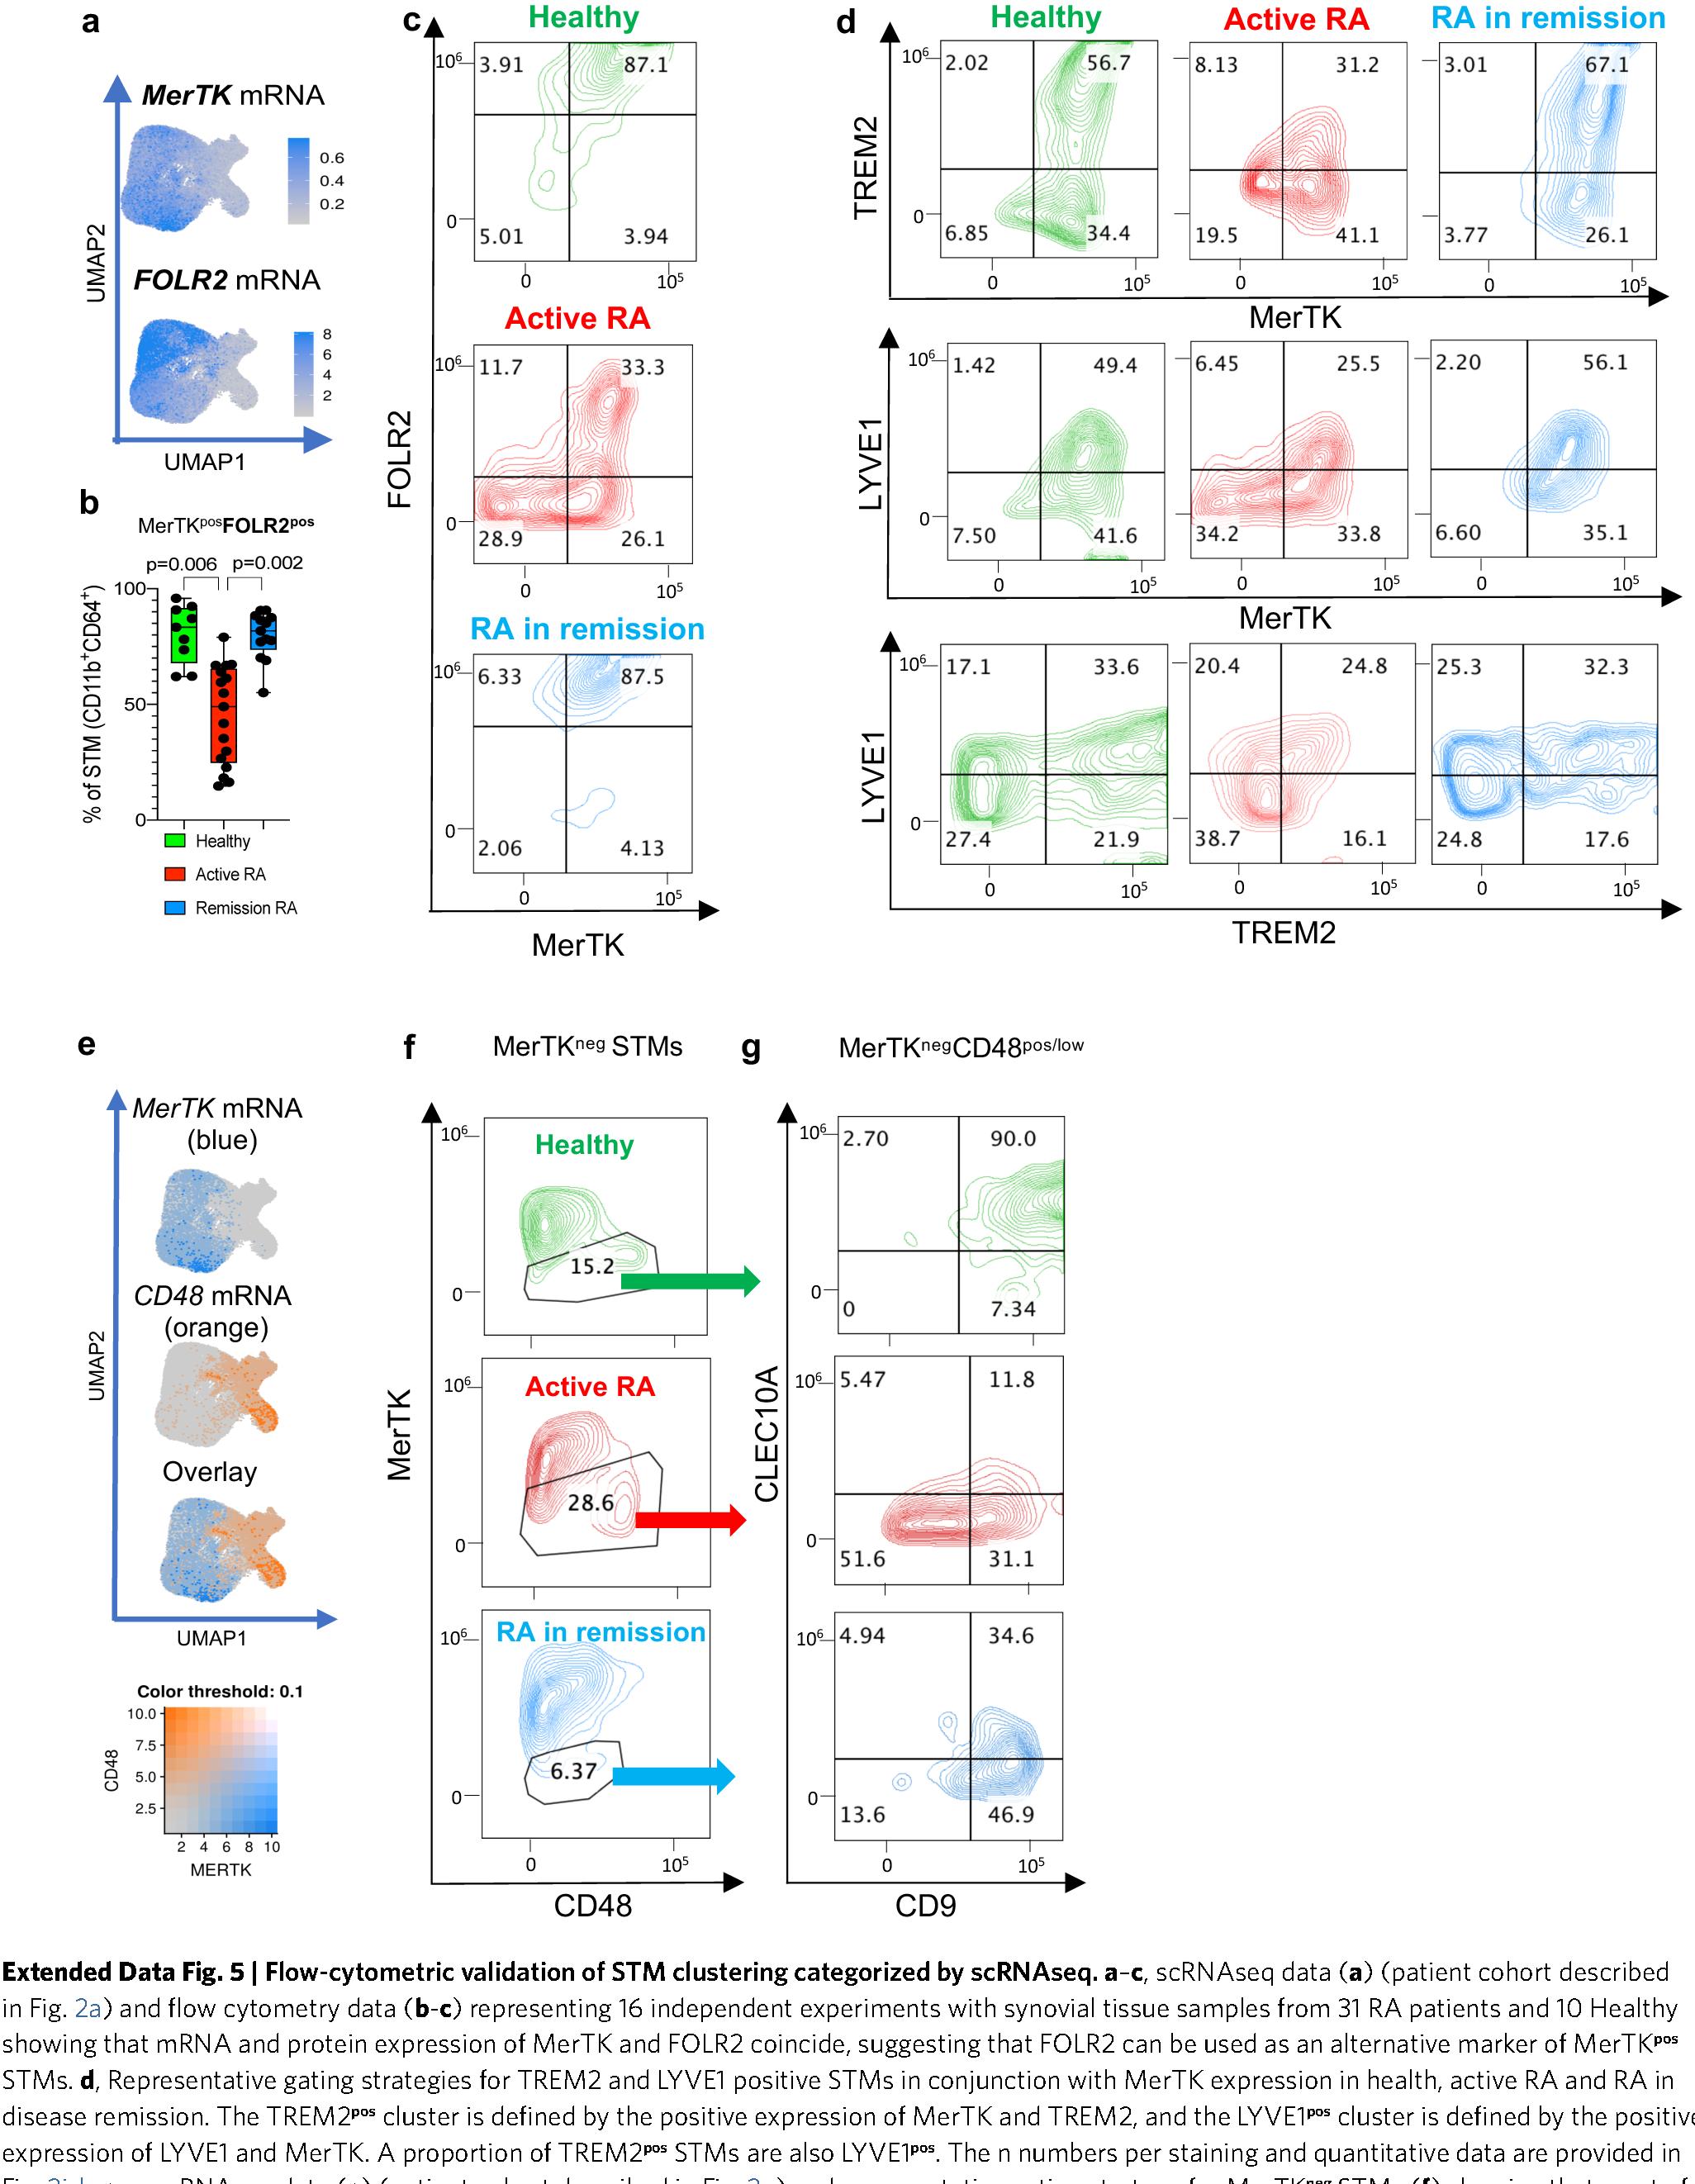 a
MerTK mRNA
0.6
0.4
0.2
FOLR2 mRNA
8
6
4
2
UMAP2
UMAP1
b
MerTKposFOLR2pos
p=0.006
p=0.002
100
50
0
% of STM (CD11b+CD64+)
Healthy
Active RA
Remission RA
c
Healthy
10⁶
3.91
87.1
0
5.01
3.94
0
10⁵
Active RA
10⁶
11.7
33.3
0
28.9
26.1
0
10⁵
RA in remission
10⁶
6.33
87.5
0
2.06
4.13
0
10⁵
FOLR2
MerTK
d
Healthy
Active RA
RA in remission
10⁶
2.02
56.7
8.13
31.2
3.01
67.1
TREM2
0
6.85
34.4
19.5
41.1
3.77
26.1
0
10⁵
0
10⁵
0
10⁵
MerTK
10⁶
1.42
49.4
6.45
25.5
2.20
56.1
LYVE1
0
7.50
41.6
34.2
33.8
6.60
35.1
0
10⁵
0
10⁵
0
10⁵
MerTK
10⁶
17.1
33.6
20.4
24.8
25.3
32.3
LYVE1
0
27.4
21.9
38.7
16.1
24.8
17.6
0
10⁵
0
10⁵
0
10⁵
TREM2
e
MerTK mRNA
(blue)
CD48 mRNA
(orange)
Overlay
UMAP2
UMAP1
Color threshold: 0.1
10.0
7.5
5.0
2.5
CD48
2 4 6 8 10
MERTK
f
MerTKneg STMs
10⁶
Healthy
15.2
0
10⁶
Active RA
28.6
0
10⁶
RA in remission
6.37
0
0
10⁵
MerTK
CD48
g
MerTKnegCD48pos/low
10⁶
2.70
90.0
0
0
7.34
10⁶
5.47
11.8
0
51.6
31.1
10⁶
4.94
34.6
0
13.6
46.9
0
10⁵
CLEC10A
CD9
Extended Data Fig. 5 | Flow-cytometric validation of STM clustering categorized by scRNAseq. a-c, scRNAseq data (a) (patient cohort described
in Fig. 2a) and flow cytometry data (b-c) representing 16 independent experiments with synovial tissue samples from 31 RA patients and 10 Healthy
showing that mRNA and protein expression of MerTK and FOLR2 coincide, suggesting that FOLR2 can be used as an alternative marker of MerTKpos
STMs. d, Representative gating strategies for TREM2 and LYVE1 positive STMs in conjunction with MerTK expression in health, active RA and RA in
disease remission. The TREM2pos cluster is defined by the positive expression of MerTK and TREM2, and the LYVE1pos cluster is defined by the positive
expression of LYVE1 and MerTK. A proportion of TREM2pos STMs are also LYVE1pos. The n numbers per staining and quantitative data are provided in